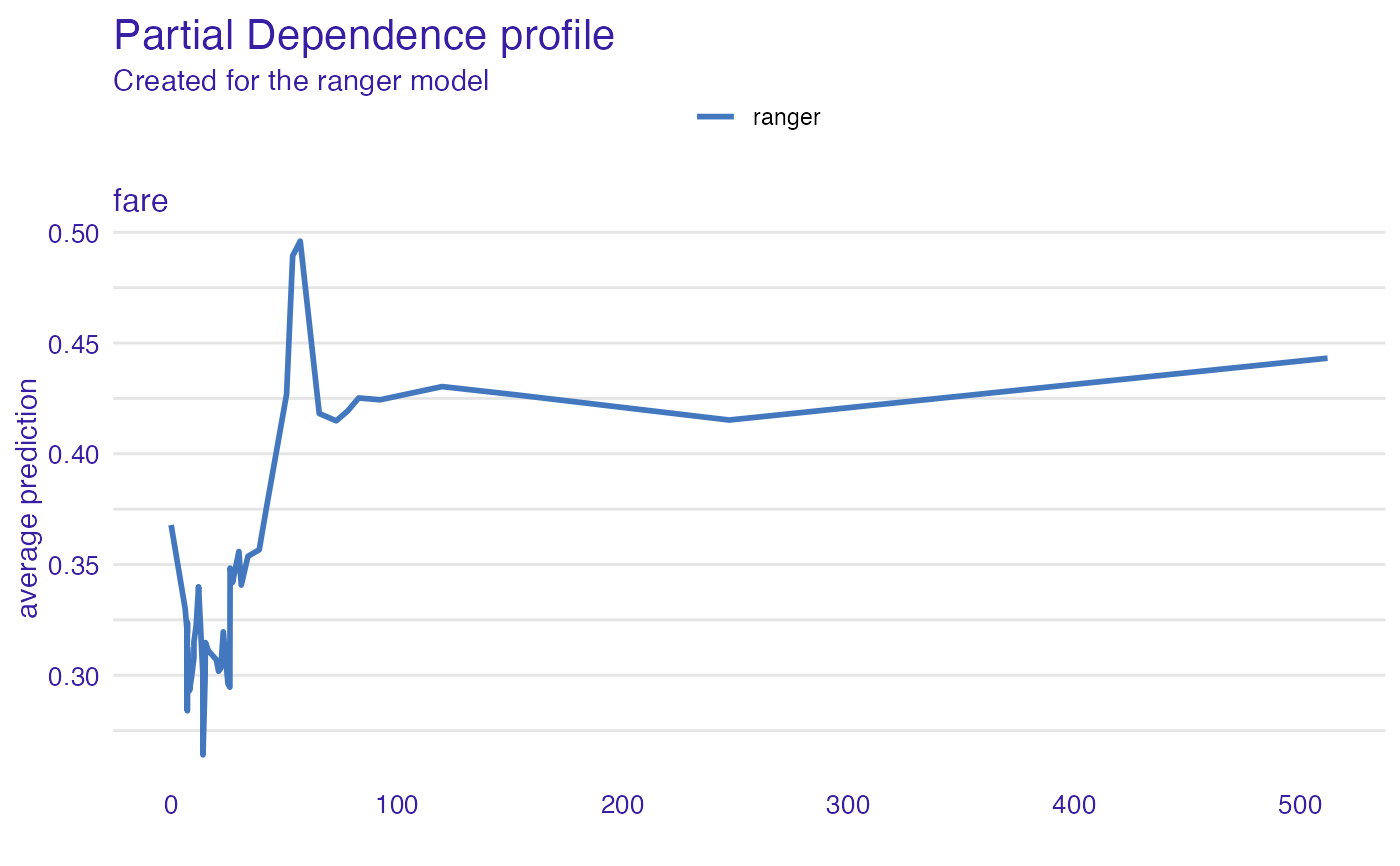 Partial Dependence profile
Created for the ranger model
ranger
fare
0.50
0.45
0.40
0.35
0.30
average prediction
0 100 200 300 400 500